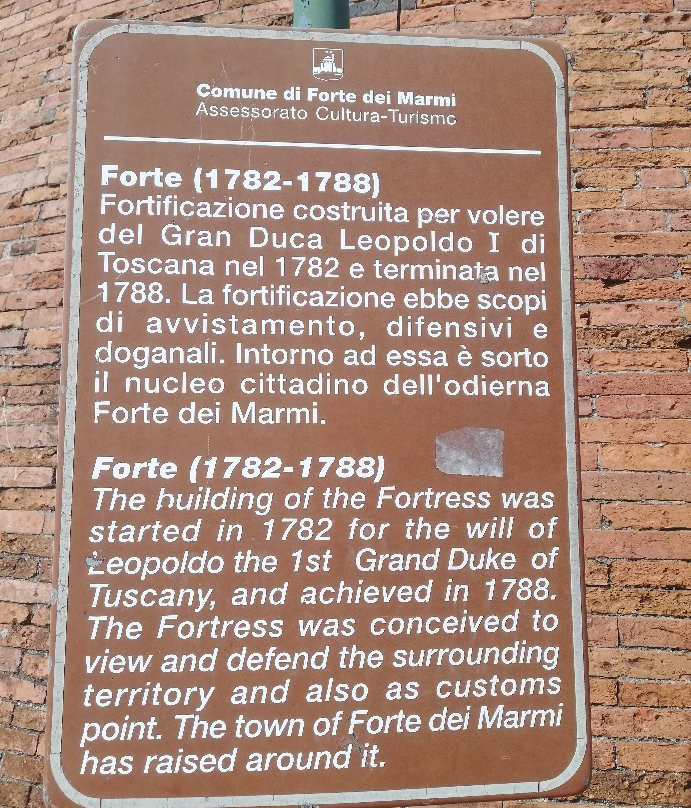 Comune di Forte dei Marmi
Assessorato Cultura-Turismo
Forte (1782-1788)
Fortificazione costruita per volere
del Gran Duca Leopoldo I di
Toscana nel 1782 e terminata nel
1788. La fortificazione ebbe scopi
di avvistamento, difensivi e
doganali. Intorno ad essa è sorto
il nucleo cittadino dell'odierna
Forte dei Marmi.
Forte (1782-1788)
The building of the Fortress was
started in 1782 for the will of
Leopoldo the 1st Grand Duke of
Tuscany, and achieved in 1788.
The Fortress was conceived to
view and defend the surrounding
territory and also as customs
point. The town of Forte dei Marmi
has raised around it.